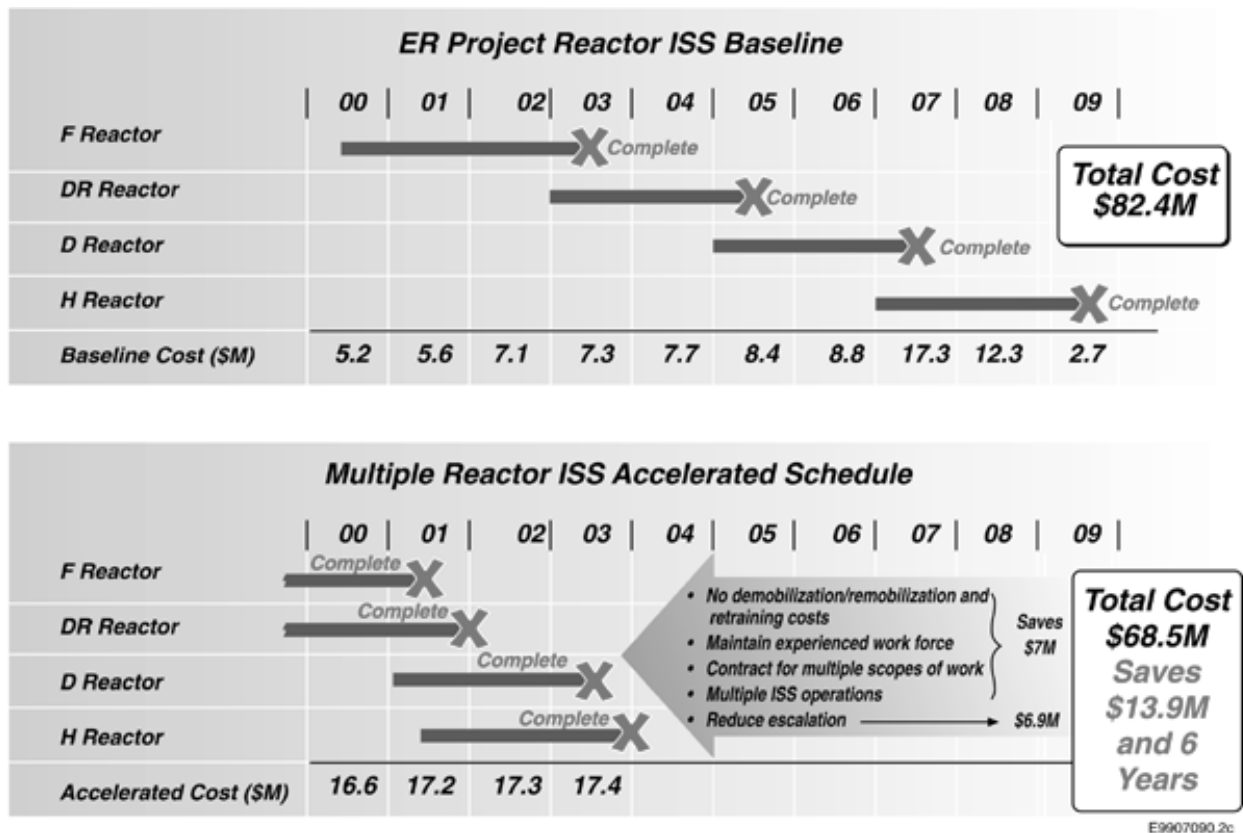 ER Project Reactor ISS Baseline
00 01 02 03 04 05 06 07 08 09
F Reactor
Complete
DR Reactor
Complete
D Reactor
Complete
H Reactor
Complete
Baseline Cost ($M) 5.2 5.6 7.1 7.3 7.7 8.4 8.8 17.3 12.3 2.7
Total Cost
$82.4M
Multiple Reactor ISS Accelerated Schedule
00 01 02 03 04 05 06 07 08 09
F Reactor
Complete
DR Reactor
Complete
D Reactor
Complete
H Reactor
Complete
Accelerated Cost ($M) 16.6 17.2 17.3 17.4
• No demobilization/remobilization and
retraining costs
• Maintain experienced work force
• Contract for multiple scopes of work
• Multiple ISS operations
• Reduce escalation
Saves
$7M
$6.9M
Total Cost
$68.5M
Saves
$13.9M
and 6
Years
E9907090.2c